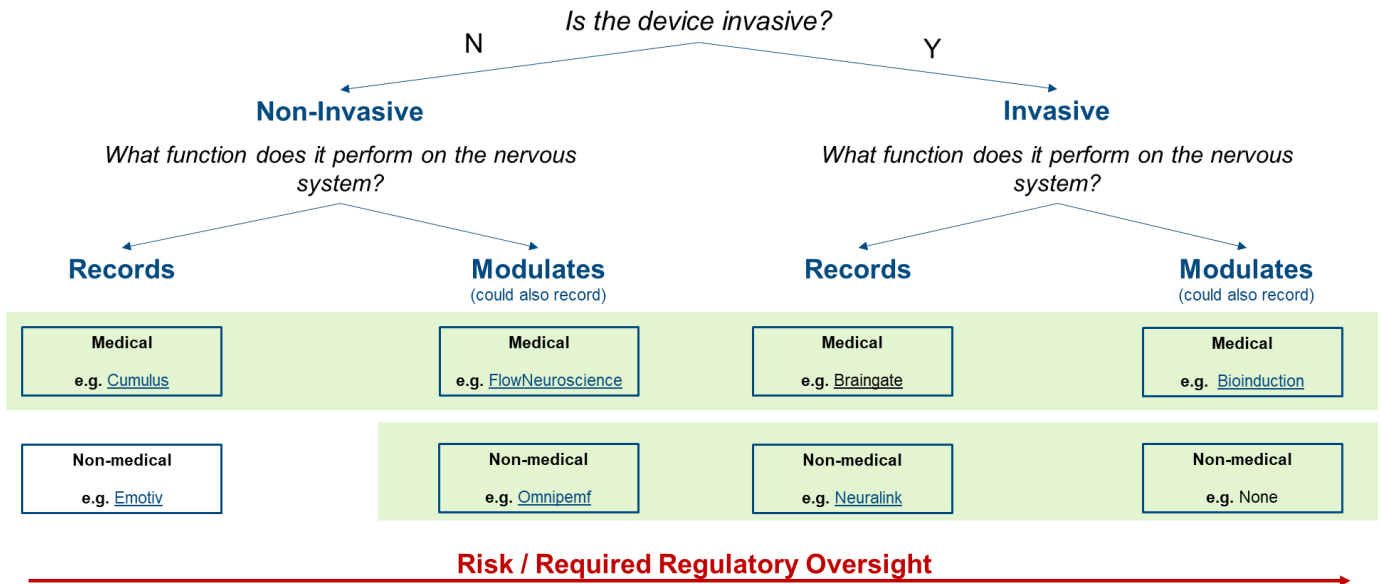 Is the device invasive?
N
Y
Non-Invasive
Invasive
What function does it perform on the nervous
system?
What function does it perform on the nervous
system?
Records
Modulates
(could also record)
Records
Modulates
(could also record)
Medical
e.g. Cumulus
Medical
e.g. FlowNeuroscience
Medical
e.g. Braingate
Medical
e.g. Bioinduction
Non-medical
e.g. Emotiv
Non-medical
e.g. Omnipemf
Non-medical
e.g. Neuralink
Non-medical
e.g. None
Risk / Required Regulatory Oversight